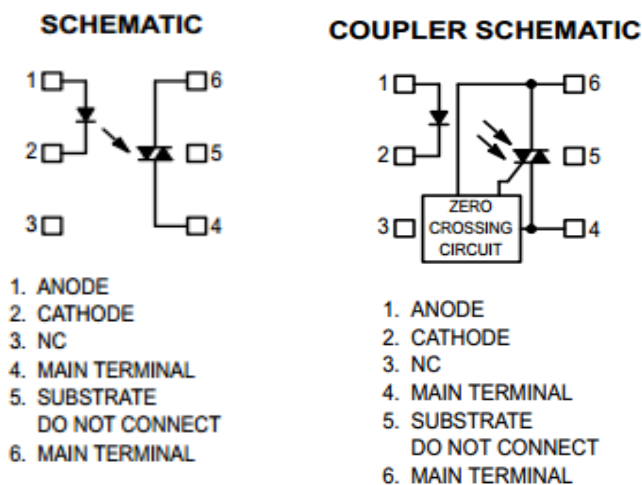 SCHEMATIC
1
6
2
5
3
4
1. ANODE
2. CATHODE
3. NC
4. MAIN TERMINAL
5. SUBSTRATE
DO NOT CONNECT
6. MAIN TERMINAL
COUPLER SCHEMATIC
1
6
2
5
3
ZERO
CROSSING
CIRCUIT
4
1. ANODE
2. CATHODE
3. NC
4. MAIN TERMINAL
5. SUBSTRATE
DO NOT CONNECT
6. MAIN TERMINAL